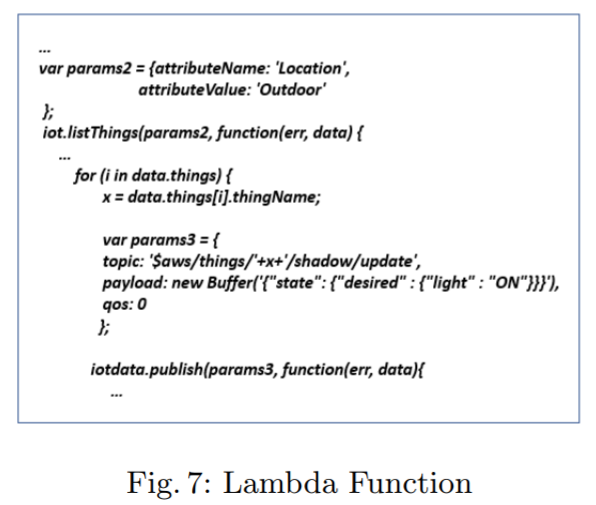 ...
var params2 = {attributeName: 'Location',
attributeValue: 'Outdoor'
};
iot.listThings(params2, function(err, data) {
...
for (i in data.things) {
x = data.things[i].thingName;
var params3 = {
topic: '$aws/things/'+x+'/shadow/update',
payload: new Buffer('{"state": {"desired" : {"light" : "ON"}}}'),
qos: 0
};
iotdata.publish(params3, function(err, data){
...
Fig. 7: Lambda Function